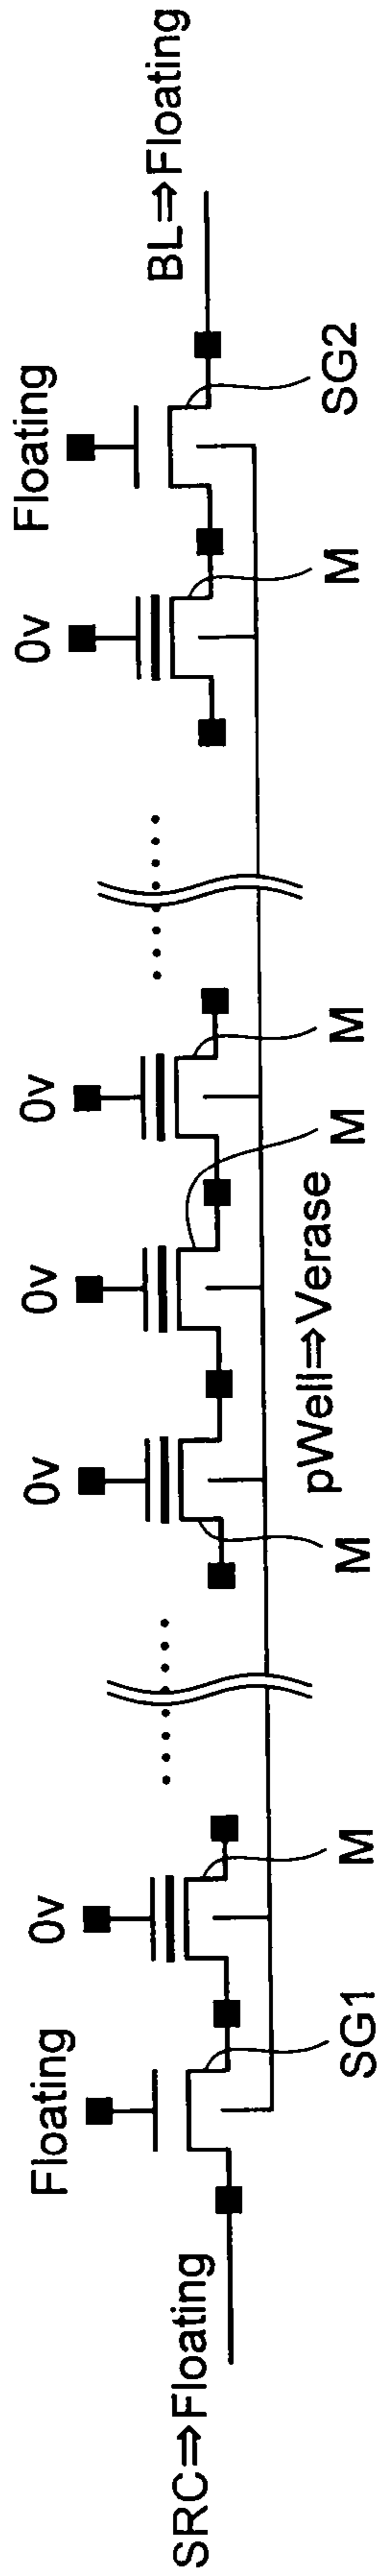 Floating
0v
0v
0v
0v
0v
Floating
SRC⇒Floating
BL⇒Floating
SG1
M
M
M
M
M
SG2
pWell⇒Verase